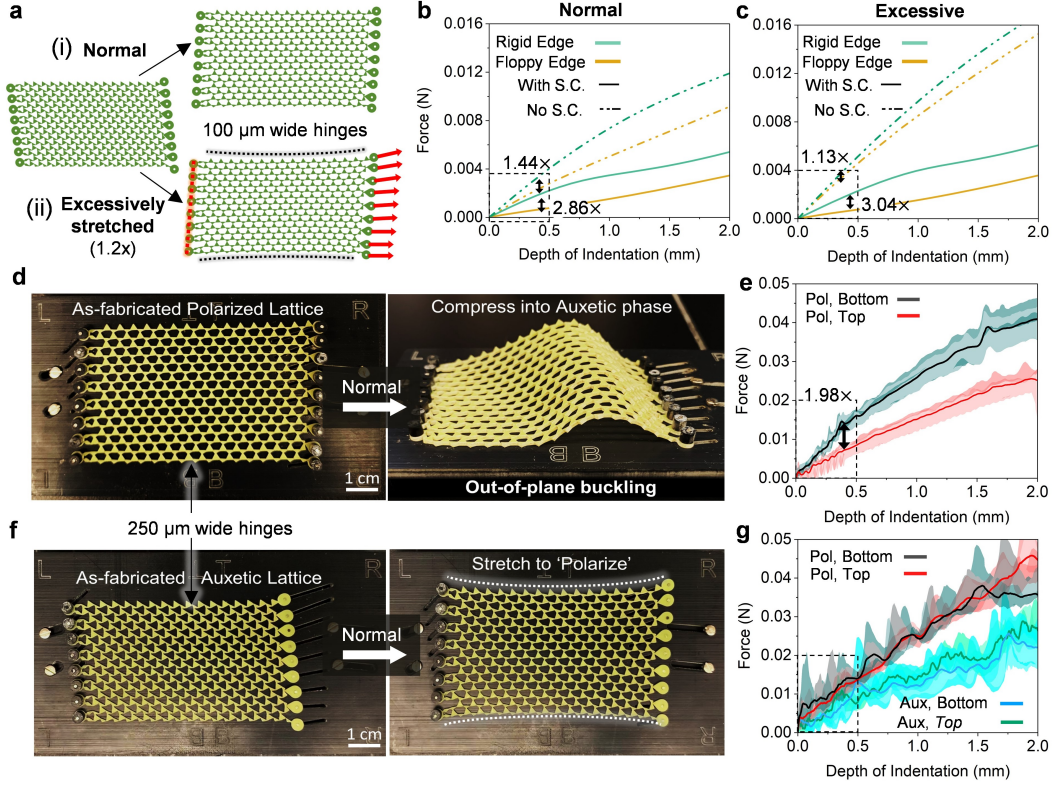 a
(i) Normal
100 µm wide hinges
(ii) Excessively
stretched
(1.2x)
b
Normal
0.016
0.012
0.008
0.004
0.000
Force (N)
Rigid Edge
Floppy Edge
With S.C.
No S.C.
1.44×
2.86×
0.0 0.5 1.0 1.5 2.0
Depth of Indentation (mm)
c
Excessive
0.016
0.012
0.008
0.004
0.000
Rigid Edge
Floppy Edge
With S.C.
No S.C.
1.13×
3.04×
0.0 0.5 1.0 1.5 2.0
Depth of Indentation (mm)
d
L T R
As-fabricated Polarized Lattice
B
1 cm
Normal
Compress into Auxetic phase
B B
Out-of-plane buckling
e
0.05
0.04
0.03
0.02
0.01
0.00
Force (N)
Pol, Bottom
Pol, Top
1.98×
0.0 0.5 1.0 1.5 2.0
Depth of Indentation (mm)
250 µm wide hinges
f
L T R
As-fabricated Auxetic Lattice
B
1 cm
Normal
L R
Stretch to ‘Polarize’
B
R
g
0.05
0.04
0.03
0.02
0.01
0.00
Force (N)
Pol, Bottom
Pol, Top
Aux, Bottom
Aux, Top
0.0 0.5 1.0 1.5 2.0
Depth of Indentation (mm)